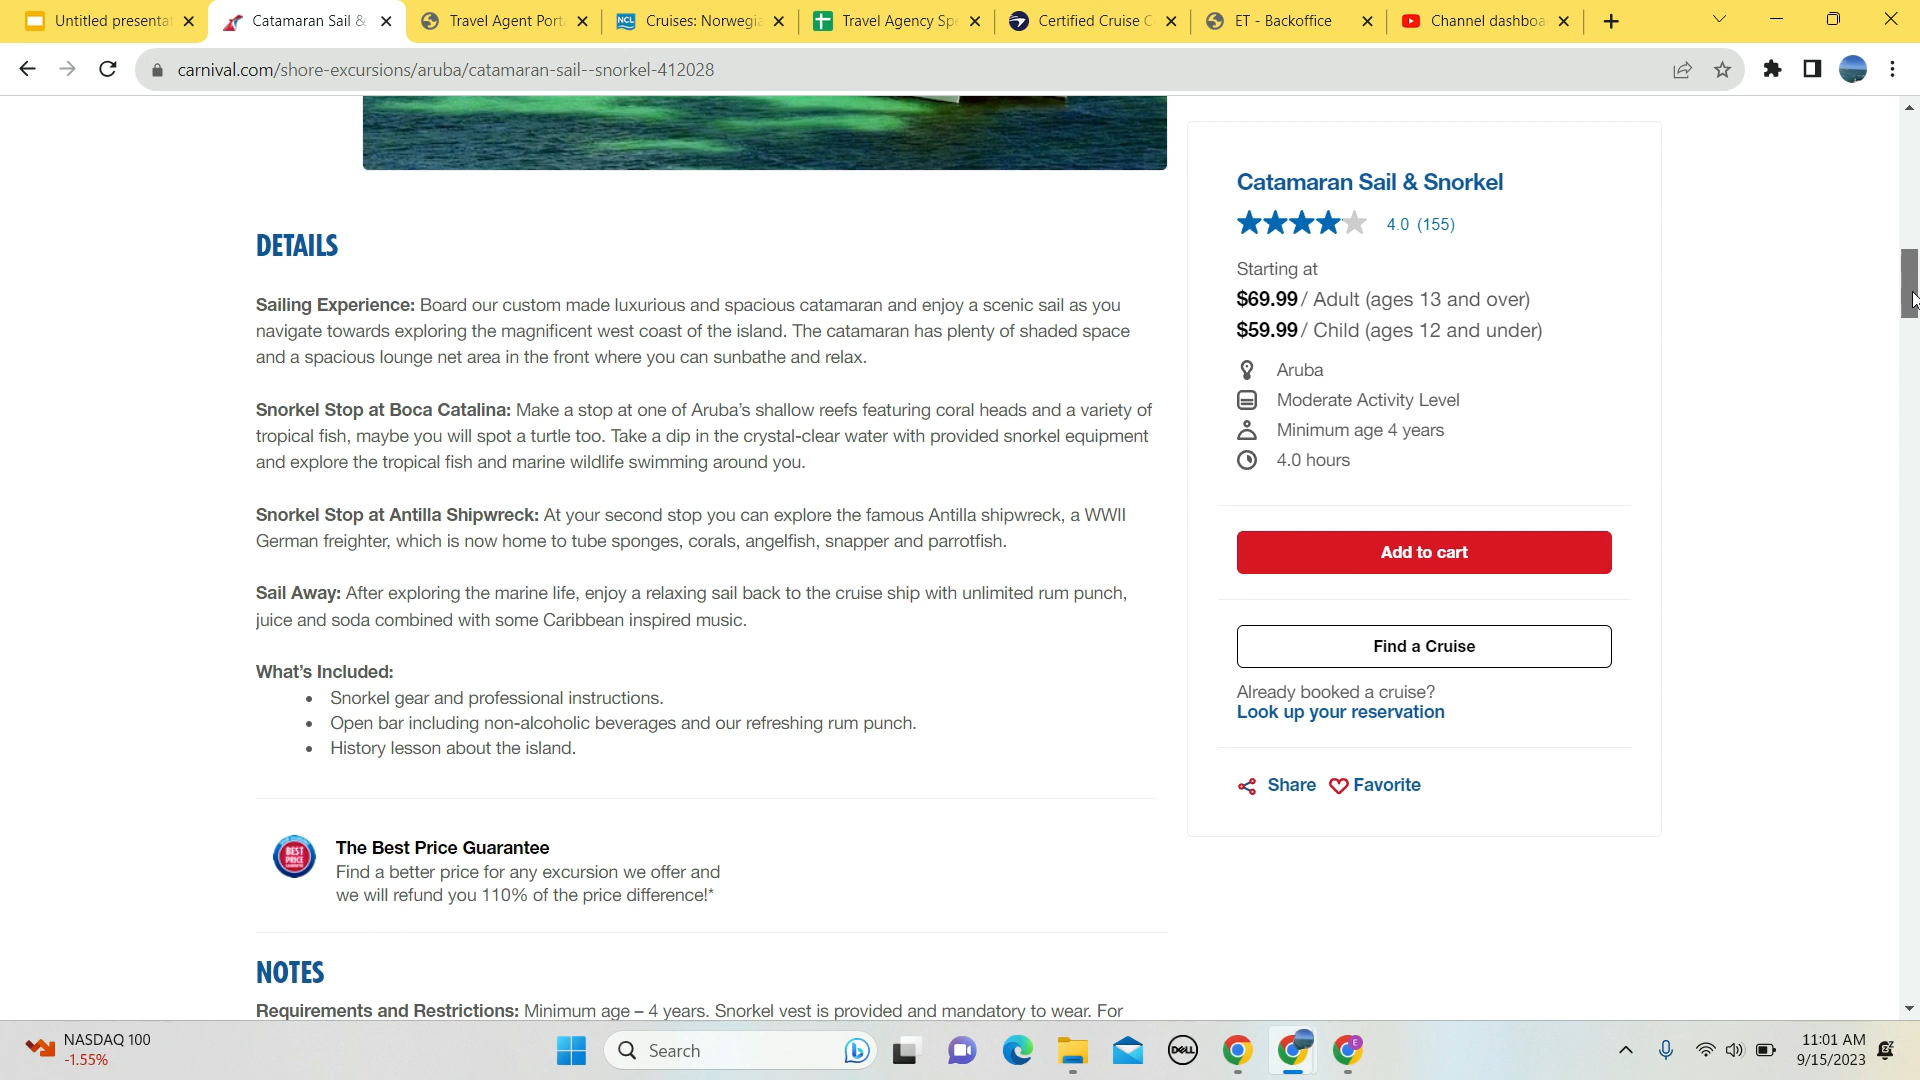 Untitled presenta
Catamaran Sail &
Travel Agent Port
NCL
Cruises: Norwegia
Travel Agency Sp
Certified Cruise C
ET - Backoffice
Channel dashboa
carnival.com/shore-excursions/aruba/catamaran-sail--snorkel-412028
DETAILS
Sailing Experience: Board our custom made luxurious and spacious catamaran and enjoy a scenic sail as you
navigate towards exploring the magnificent west coast of the island. The catamaran has plenty of shaded space
and a spacious lounge net area in the front where you can sunbathe and relax.
Snorkel Stop at Boca Catalina: Make a stop at one of Aruba's shallow reefs featuring coral heads and a variety of
tropical fish, maybe you will spot a turtle too. Take a dip in the crystal-clear water with provided snorkel equipment
and explore the tropical fish and marine wildlife swimming around you.
Snorkel Stop at Antilla Shipwreck: At your second stop you can explore the famous Antilla shipwreck, a WWII
German freighter, which is now home to tube sponges, corals, angelfish, snapper and parrotfish.
Sail Away: After exploring the marine life, enjoy a relaxing sail back to the cruise ship with unlimited rum punch,
juice and soda combined with some Caribbean inspired music.
What's Included:
• Snorkel gear and professional instructions.
• Open bar including non-alcoholic beverages and our refreshing rum punch.
• History lesson about the island.
BEST
PRICE
The Best Price Guarantee
Find a better price for any excursion we offer and
we will refund you 110% of the price difference!*
NOTES
Requirements and Restrictions: Minimum age – 4 years. Snorkel vest is provided and mandatory to wear. For
Catamaran Sail & Snorkel
4.0 (155)
Starting at
$69.99 / Adult (ages 13 and over)
$59.99 / Child (ages 12 and under)
Aruba
Moderate Activity Level
Minimum age 4 years
4.0 hours
Add to cart
Find a Cruise
Already booked a cruise?
Look up your reservation
Share
Favorite
NASDAQ 100
-1.55%
Search
DELL
E
11:01 AM
9/15/2023